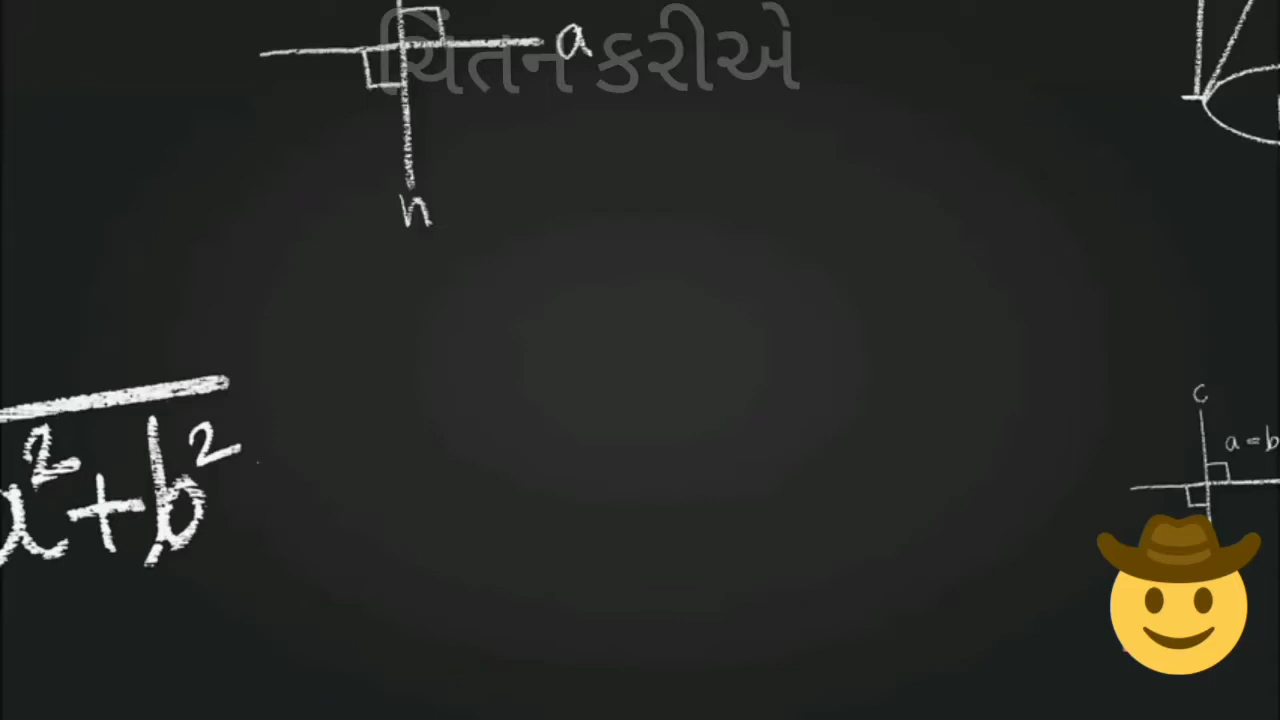 ચિંતન કરીએ
a
n
c
a=b
a²+b²